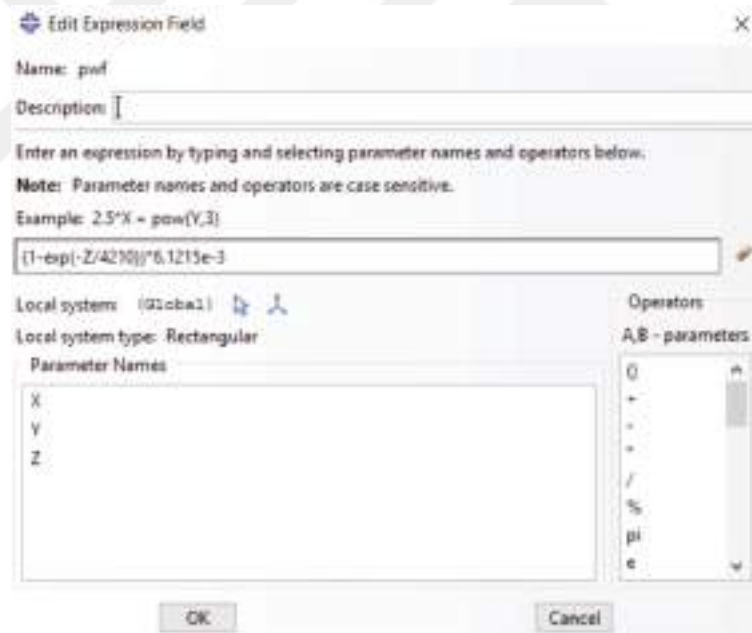 Edit Expression Field
Name: pwf
Description:
Enter an expression by typing and selecting parameter names and operators below.
Note: Parameter names and operators are case sensitive.
Example: 2.5*X + pow(Y,3)
(1-exp(-Z/4210))*6.1215e-3
Local system: (Global)
Operators
Local system type: Rectangular
A,B - parameters
Parameter Names
X
Y
Z
()
+
-
*
/
%
pi
e
OK
Cancel